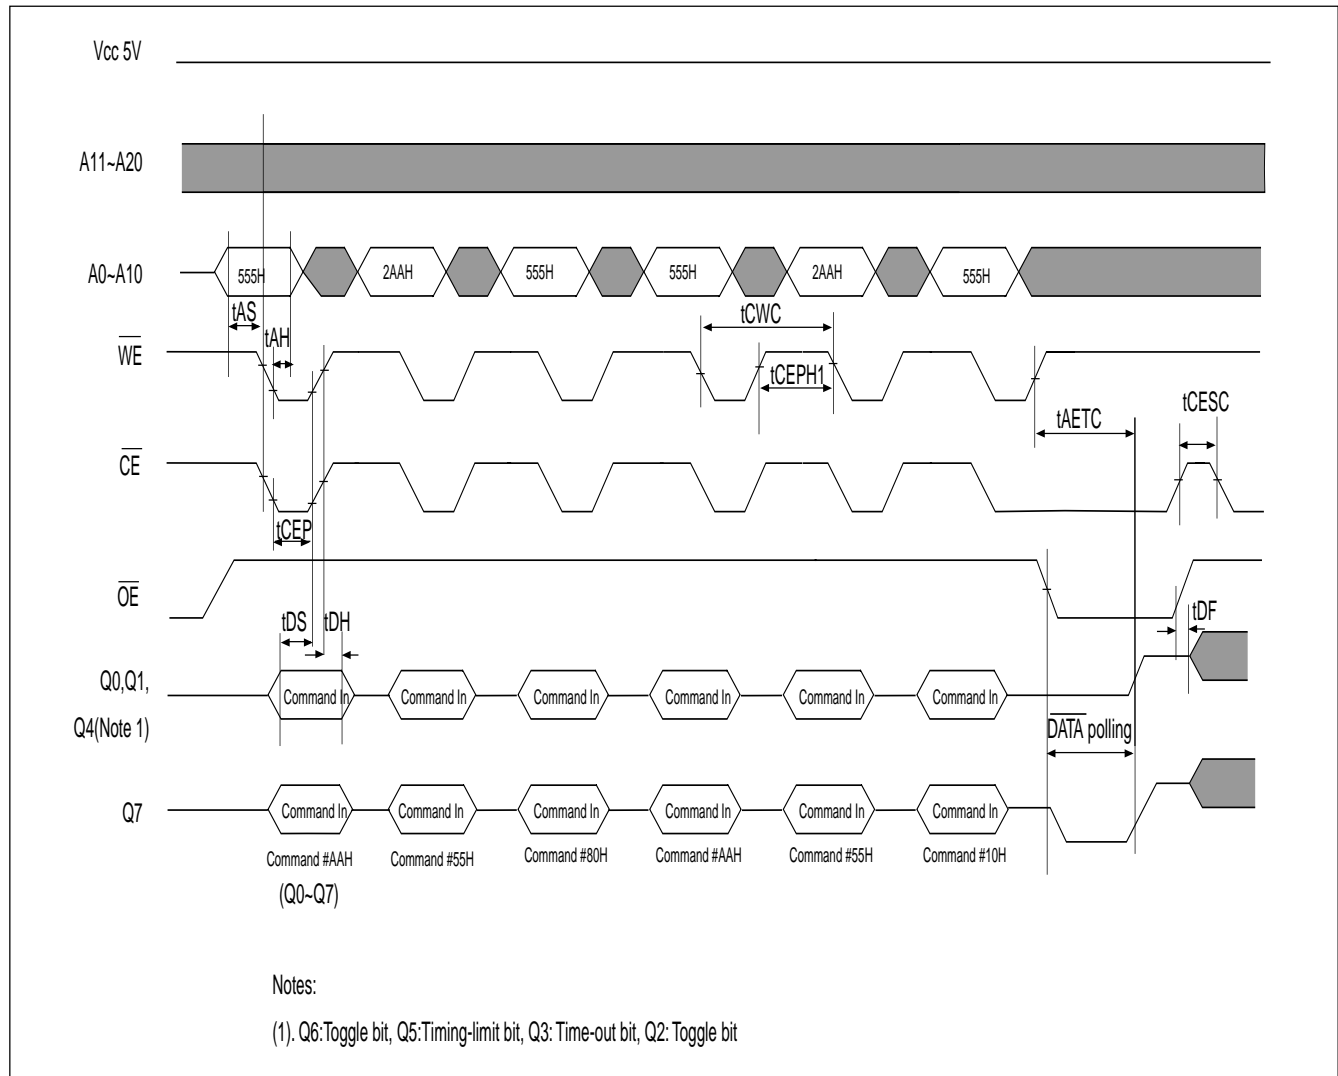 Vcc 5V
A11~A20
A0~A10
555H 2AAH 555H 555H 2AAH 555H
tAS
tAH
tCWC
WE
tCEPH1
tAETC
tCESC
CE
tCEP
OE
tDS
tDH
tDF
Q0,Q1,
Q4(Note 1)
Command In Command In Command In Command In Command In Command In
DATA polling
Q7
Command In Command In Command In Command In Command In Command In
Command #AAH Command #55H Command #80H Command #AAH Command #55H Command #10H
(Q0~Q7)
Notes:
(1). Q6:Toggle bit, Q5:Timing-limit bit, Q3: Time-out bit, Q2: Toggle bit